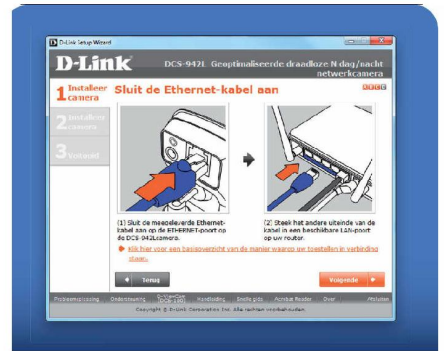 D-Link Setup Wizard
D-Link
DCS-942L Geoptimaliseerde draadloze N dag/nacht
netwerkcamera
1 Installeer
camera
Sluit de Ethernet-kabel aan
2 Installeer
camera
3 Voltooid
(1) Sluit de meegeleverde Ethernet-
kabel aan op de ETHERNET-poort op
de DCS-942Lcamera.
(2) Steek het andere uiteinde van de
kabel in een beschikbare LAN-poort
op uw router.
Klik hier voor een basisoverzicht van de manier waarop uw toestellen in verbinding
staan.
Terug
Volgende
Probleemoplossing Ondersteuning D-ViewCam (DCS-100) Handleiding Snelle gids Acrobat Reader Over Afsluiten
Copyright © D-Link Corporation Inc. Alle rechten voorbehouden.